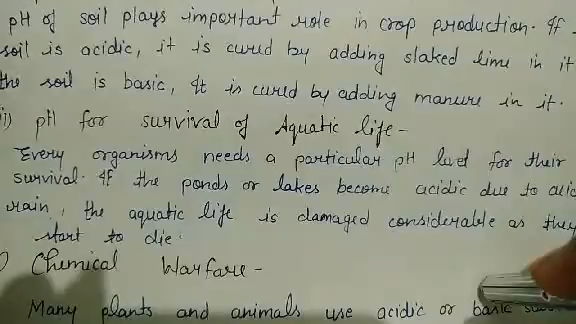 pH of soil plays important role in crop production. If
soil is acidic, it is cured by adding slaked lime in it
the soil is basic, It is cured by adding manure in it.
ii) pH for survival of Aquatic life -
Every organisms needs a particular pH level for their
survival. If the ponds or lakes become acidic due to acid
rain, the aquatic life is damaged considerable as they
start to die.
) Chemical Warfare -
Many plants and animals use acidic or basic